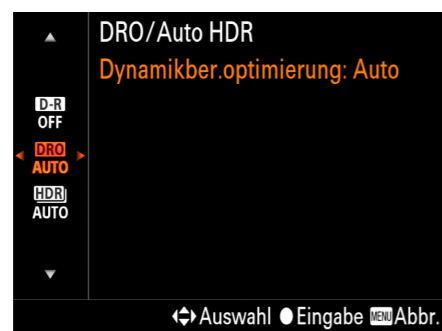 DRO/Auto HDR
Dynamikber.optimierung: Auto
D-R
OFF
DRO
AUTO
HDR
AUTO
Auswahl Eingabe MENU Abbr.